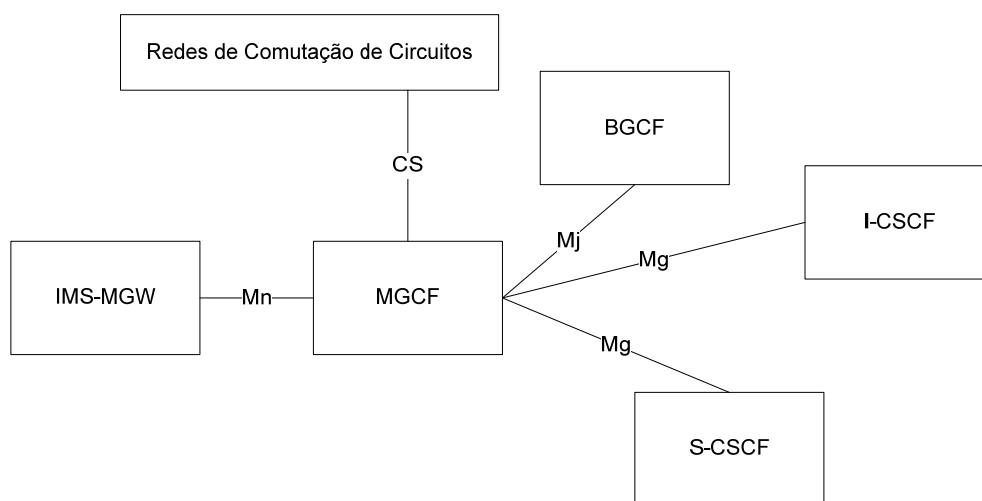 Redes de Comutação de Circuitos
BGCF
CS
I-CSCF
Mj
Mg
IMS-MGW
Mn
MGCF
Mg
S-CSCF